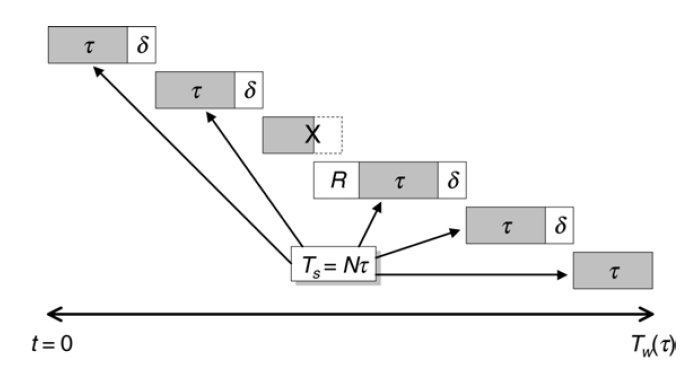 τ δ
τ δ
X
R τ δ
τ δ
T_s = Nτ
τ
t = 0 T_w(τ)